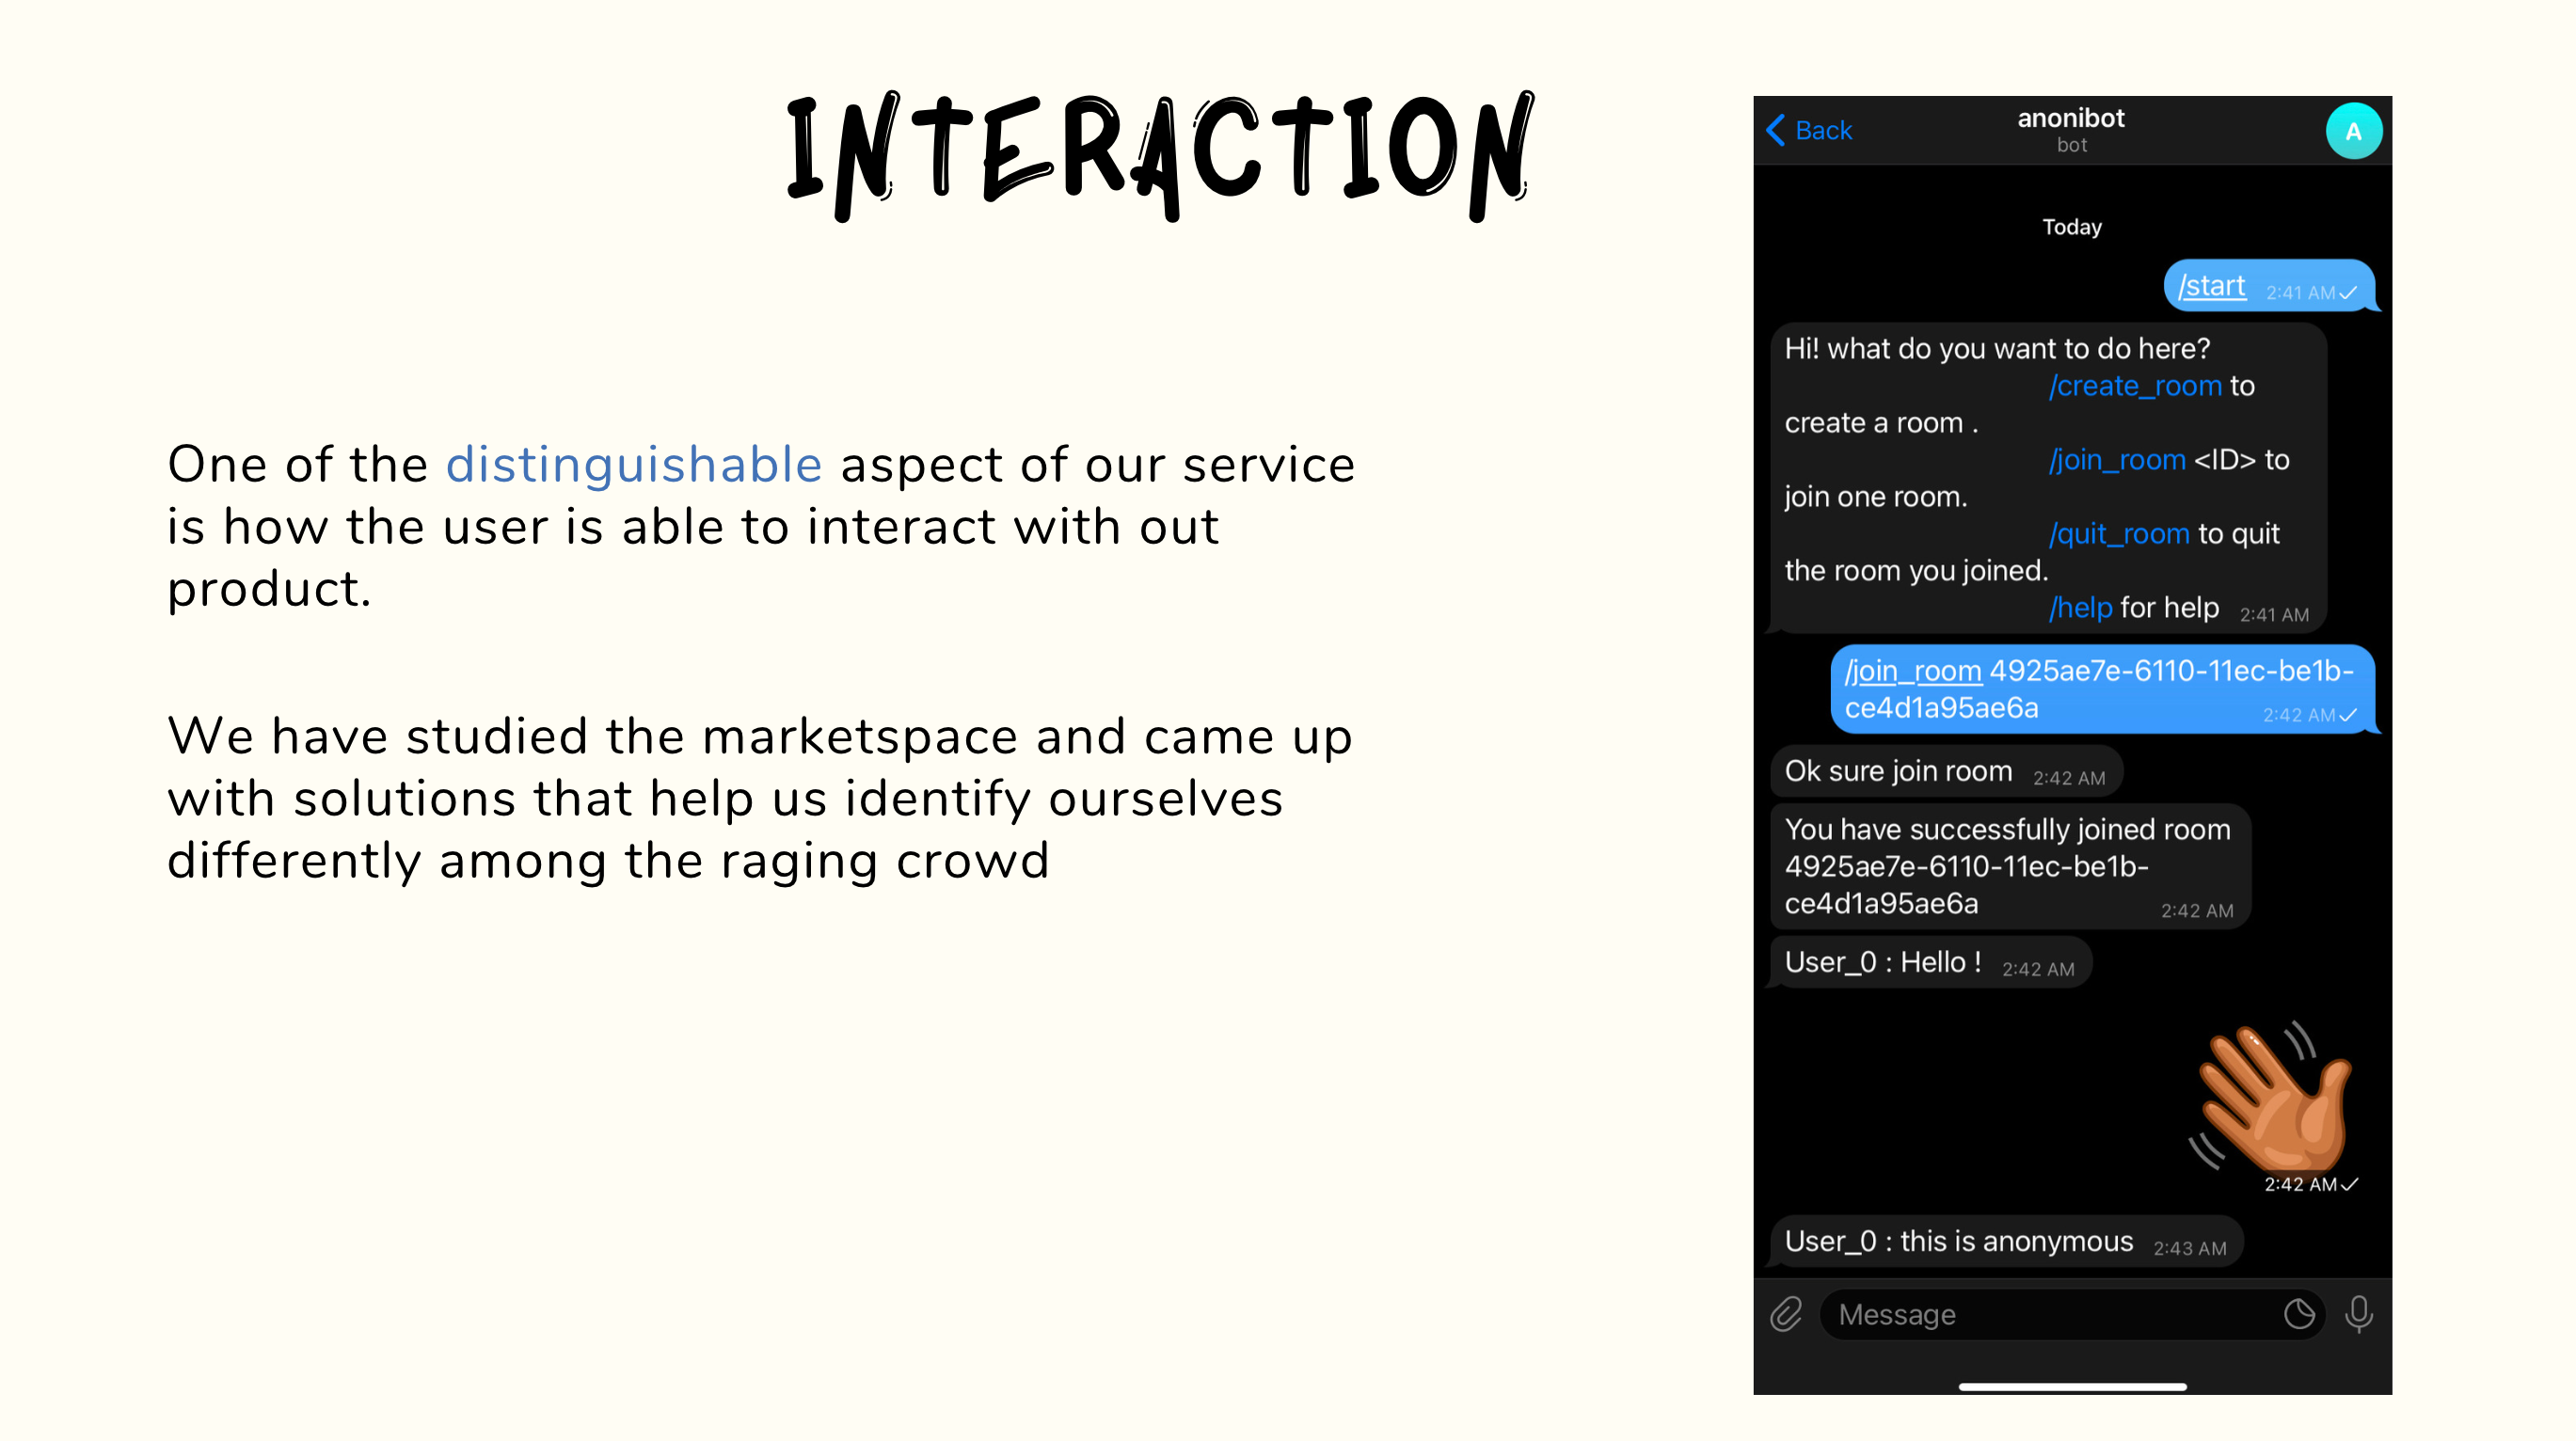 INTERACTION
One of the distinguishable aspect of our service
is how the user is able to interact with out
product.
We have studied the marketspace and came up
with solutions that help us identify ourselves
differently among the raging crowd
Back
anonibot
bot
A
Today
/start 2:41 AM
Hi! what do you want to do here?
/create_room to
create a room .
/join_room <ID> to
join one room.
/quit_room to quit
the room you joined.
/help for help 2:41 AM
/join_room 4925ae7e-6110-11ec-be1b-
ce4d1a95ae6a 2:42 AM
Ok sure join room 2:42 AM
You have successfully joined room
4925ae7e-6110-11ec-be1b-
ce4d1a95ae6a 2:42 AM
User_0 : Hello ! 2:42 AM
2:42 AM
User_0 : this is anonymous 2:43 AM
Message